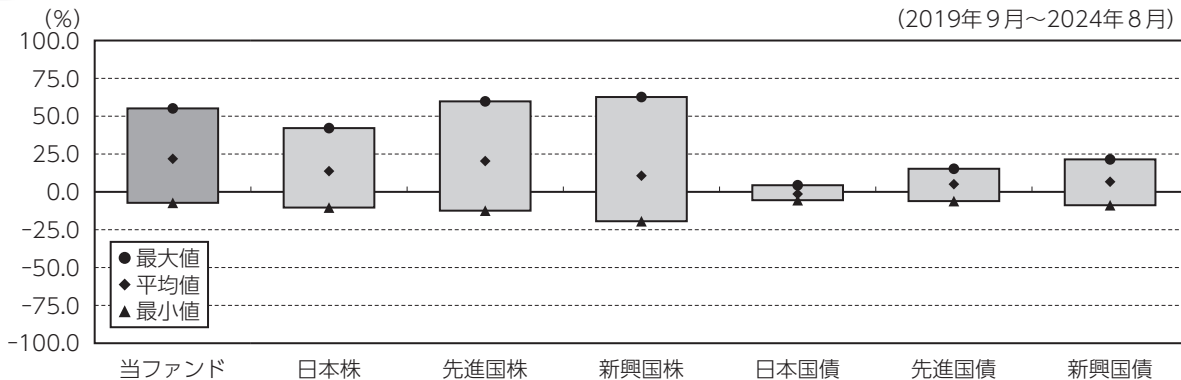 (%)
(2019年9月~2024年8月)
100.0
75.0
50.0
25.0
0.0
-25.0
-50.0
-75.0
-100.0
● 最大値
◆ 平均値
▲ 最小値
当ファンド 日本株 先進国株 新興国株 日本国債 先進国債 新興国債